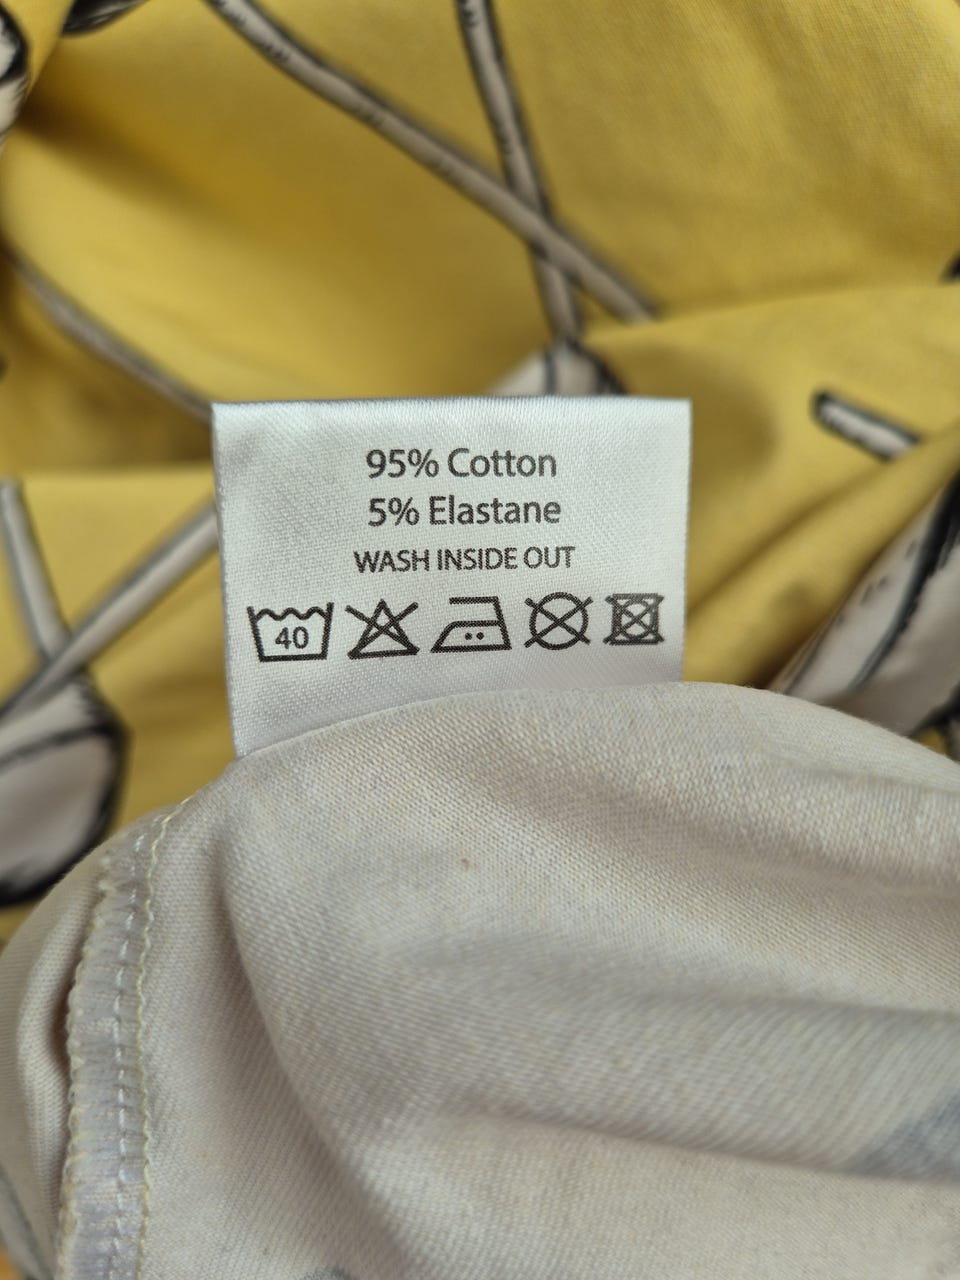 95% Cotton
5% Elastane
WASH INSIDE OUT
40